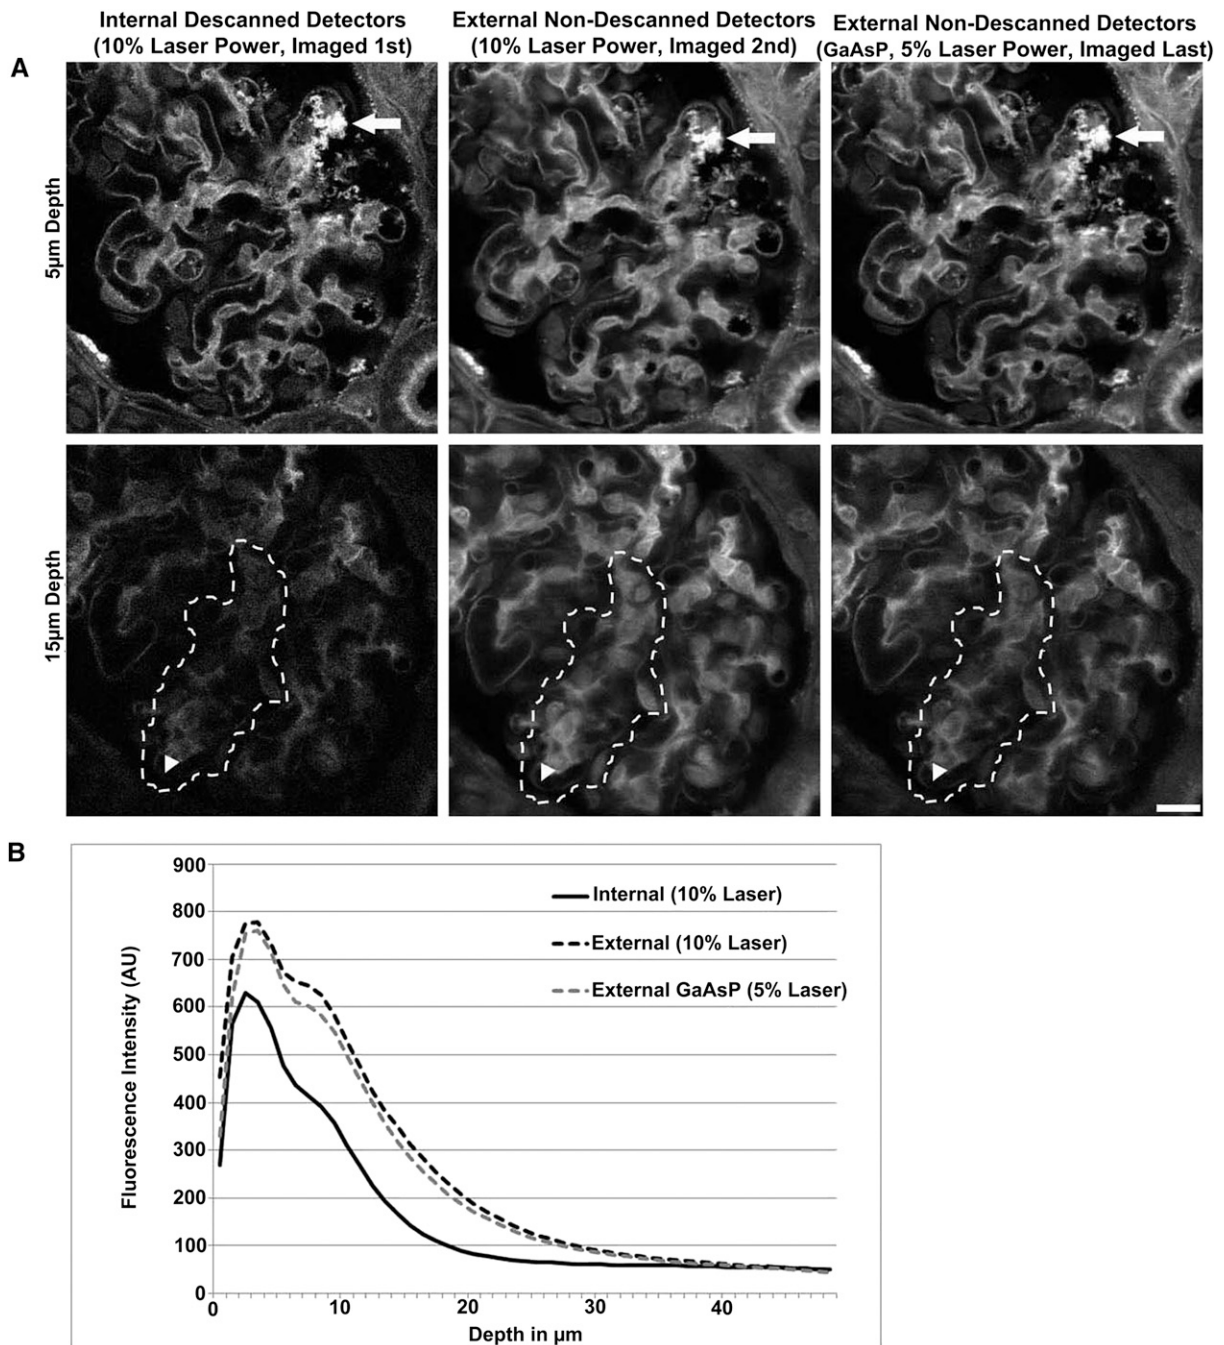 Internal Descanned Detectors
(10% Laser Power, Imaged 1st)
External Non-Descanned Detectors
(10% Laser Power, Imaged 2nd)
External Non-Descanned Detectors
(GaAsP, 5% Laser Power, Imaged Last)
A
5µm Depth
15µm Depth
B
900
800
700
600
500
400
300
200
100
0
Fluorescence Intensity (AU)
Internal (10% Laser)
External (10% Laser)
External GaAsP (5% Laser)
0
10
20
30
40
Depth in µm